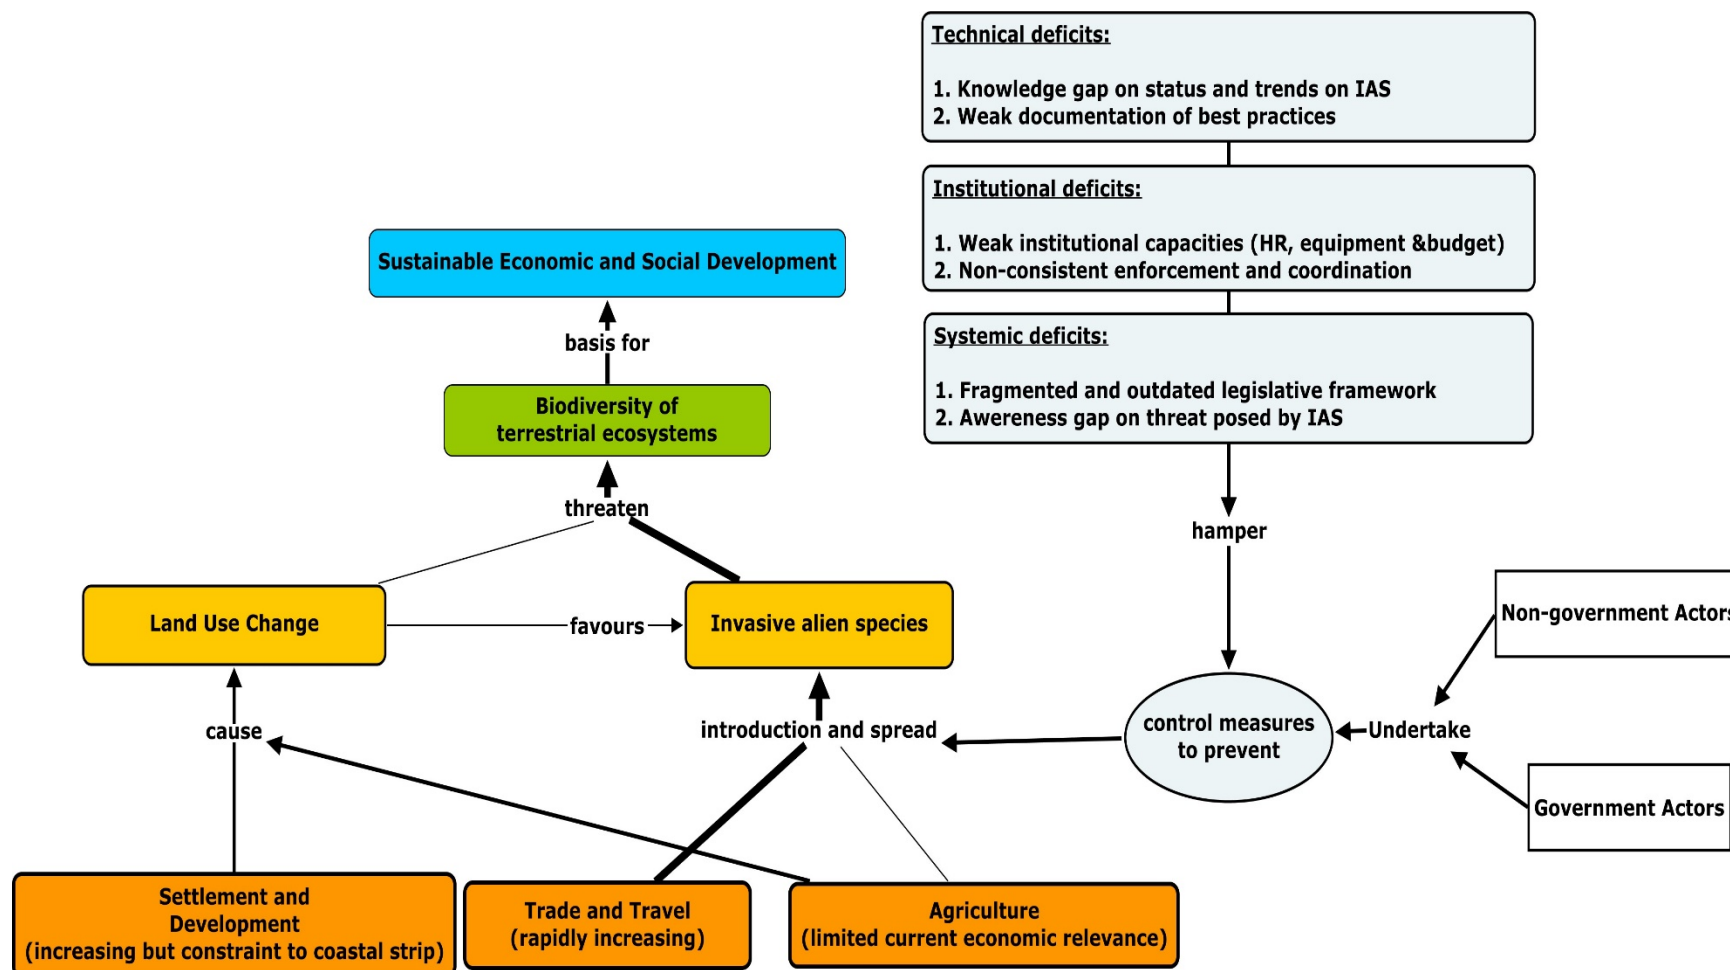 Technical deficits:
1. Knowledge gap on status and trends on IAS
2. Weak documentation of best practices
Institutional deficits:
1. Weak institutional capacities (HR, equipment &budget)
2. Non-consistent enforcement and coordination
Systemic deficits:
1. Fragmented and outdated legislative framework
2. Awereness gap on threat posed by IAS
Sustainable Economic and Social Development
basis for
Biodiversity of
terrestrial ecosystems
threaten
hamper
Land Use Change
favours
Invasive alien species
Non-government Actors
cause
introduction and spread
control measures
to prevent
Undertake
Government Actors
Settlement and
Development
(increasing but constraint to coastal strip)
Trade and Travel
(rapidly increasing)
Agriculture
(limited current economic relevance)